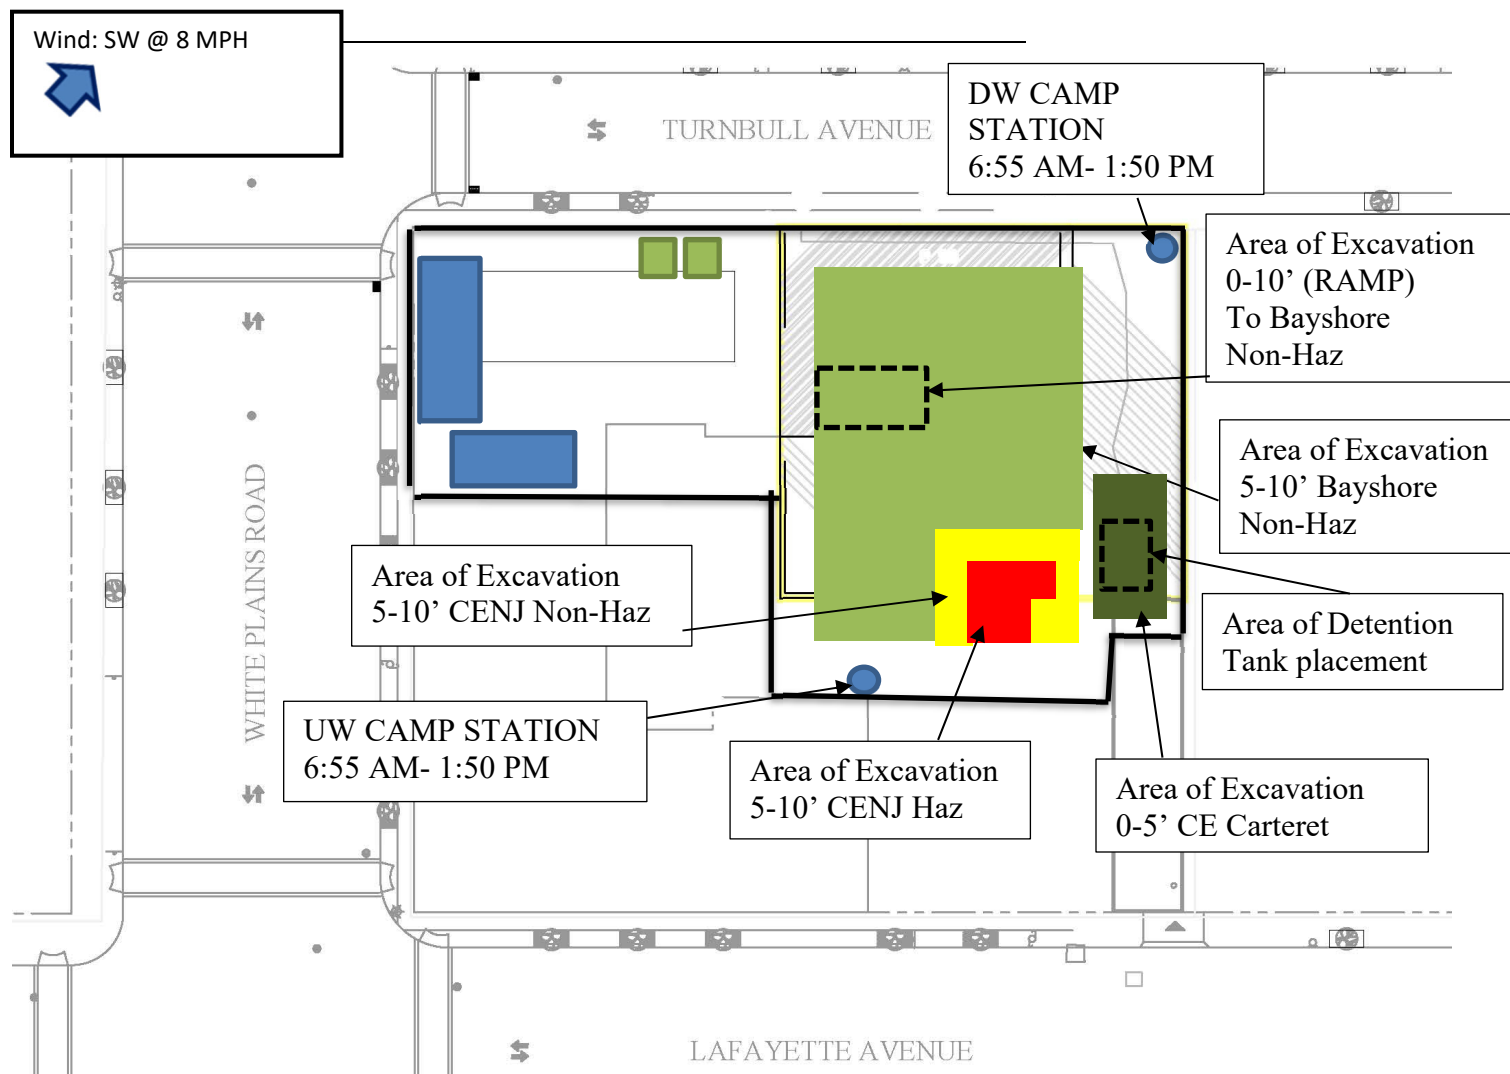 Wind: SW @ 8 MPH
TURNBULL AVENUE
DW CAMP
STATION
6:55 AM- 1:50 PM
Area of Excavation
0-10’ (RAMP)
To Bayshore
Non-Haz
Area of Excavation
5-10’ Bayshore
Non-Haz
WHITE PLAINS ROAD
Area of Excavation
5-10’ CENJ Non-Haz
Area of Detention
Tank placement
UW CAMP STATION
6:55 AM- 1:50 PM
Area of Excavation
5-10’ CENJ Haz
Area of Excavation
0-5’ CE Carteret
LAFAYETTE AVENUE